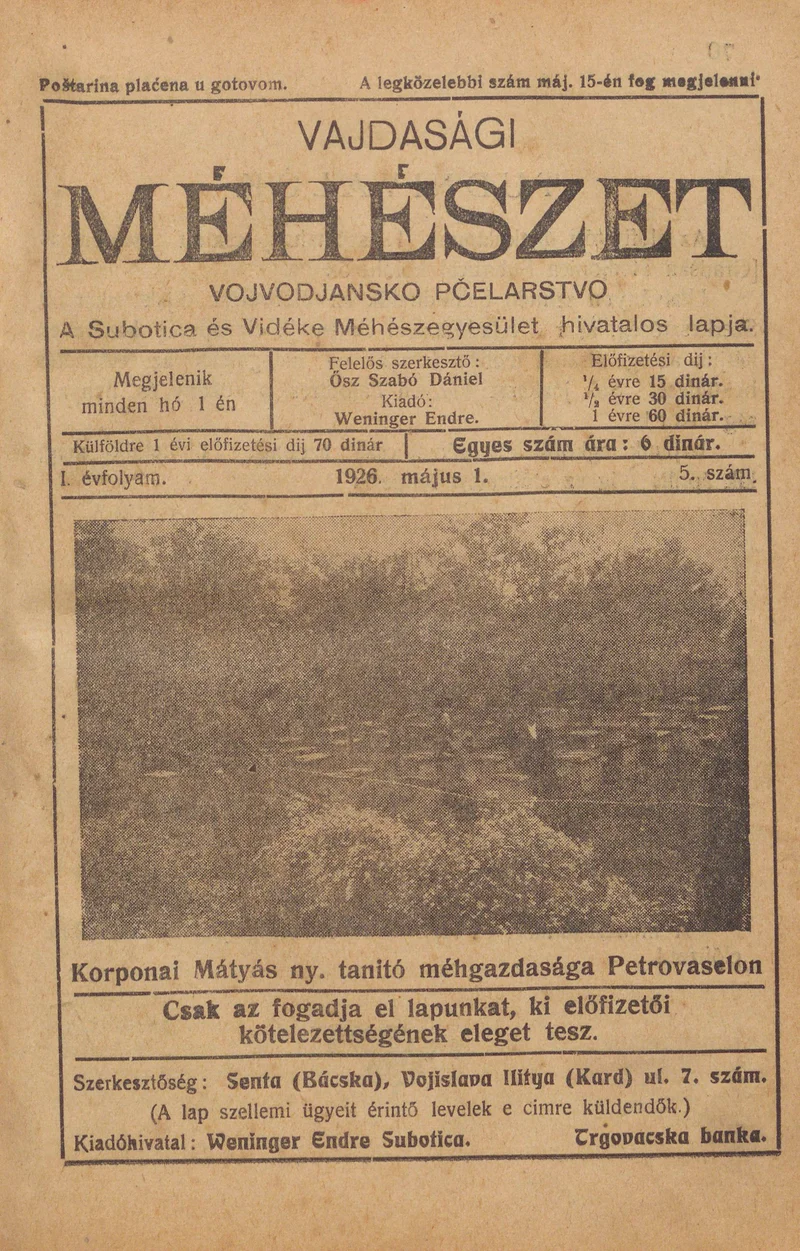 Poštarina plaćena u gotovom. A legközelebbi szám máj. 15-én fog megjelenni
VAJDASÁGI
MÉHÉSZET
VOJVODJANSKO PČELARSTVO
A Subotica és Vidéke Méhészegyesület hivatalos lapja.
Megjelenik
minden hó 1 én
Felelős szerkesztő:
Ősz Szabó Dániel
Kiadó:
Weninger Endre.
Előfizetési dij:
1/4 évre 15 dinár.
1/2 évre 30 dinár.
1 évre 60 dinár.
Külföldre 1 évi előfizetési dij 70 dinár
Egyes szám ára: 6 dinár.
I. évfolyam. 1926. május 1. 5. szám.
Korponai Mátyás ny. tanitó méhgazdasága Petrovaselon
Csak az fogadja el lapunkat, ki előfizetői
kötelezettségének eleget tesz.
Szerkesztőség: Senta (Bácska), Vojislava Ilitya (Kard) ul. 7. szám.
(A lap szellemi ügyeit érintő levelek e cimre küldendők.)
Kiadóhivatal: Weninger Endre Subotica. Trgovacska banka.